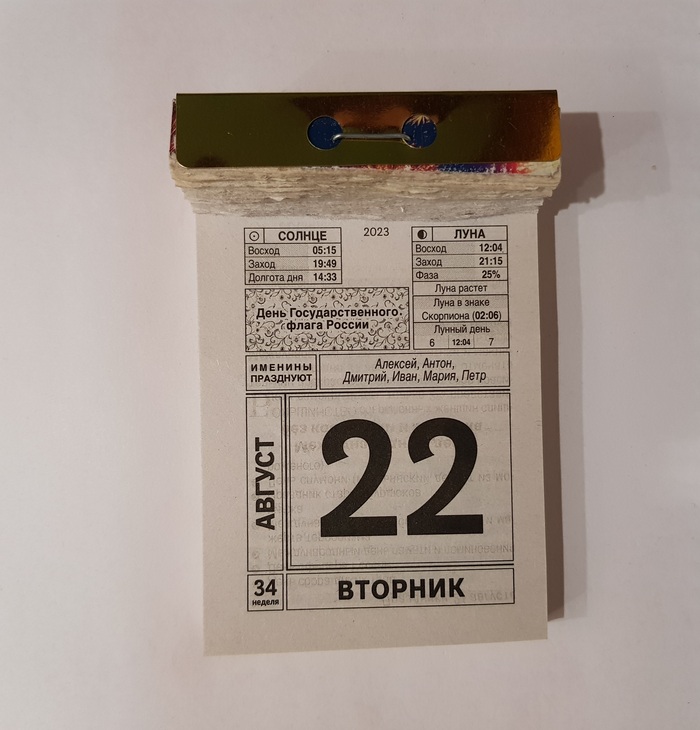 СОЛНЦЕ
Восход 05:15
Заход 19:49
Долгота дня 14:33
2023
ЛУНА
Восход 12:04
Заход 21:15
Фаза 25%
Луна растет
Луна в знаке
Скорпиона (02:06)
Лунный день
6 12:04 7
День Государственного
флага России
ИМЕНИНЫ
ПРАЗДНУЮТ
Алексей, Антон,
Дмитрий, Иван, Мария, Петр
АВГУСТ
22
34
неделя
ВТОРНИК